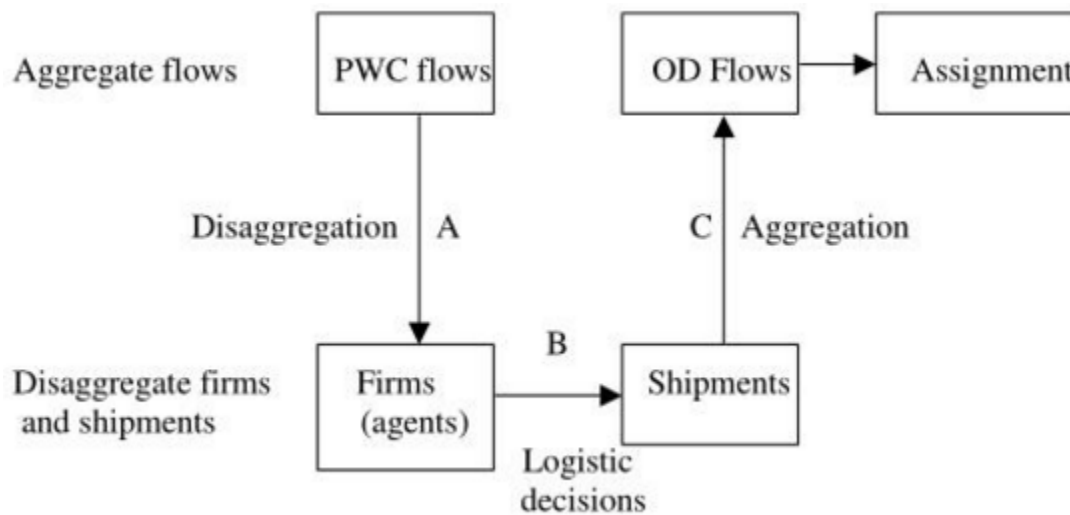 Aggregate flows
PWC flows
OD Flows
Assignment
Disaggregation
A
C
Aggregation
B
Disaggregate firms
and shipments
Firms
(agents)
Shipments
Logistic
decisions